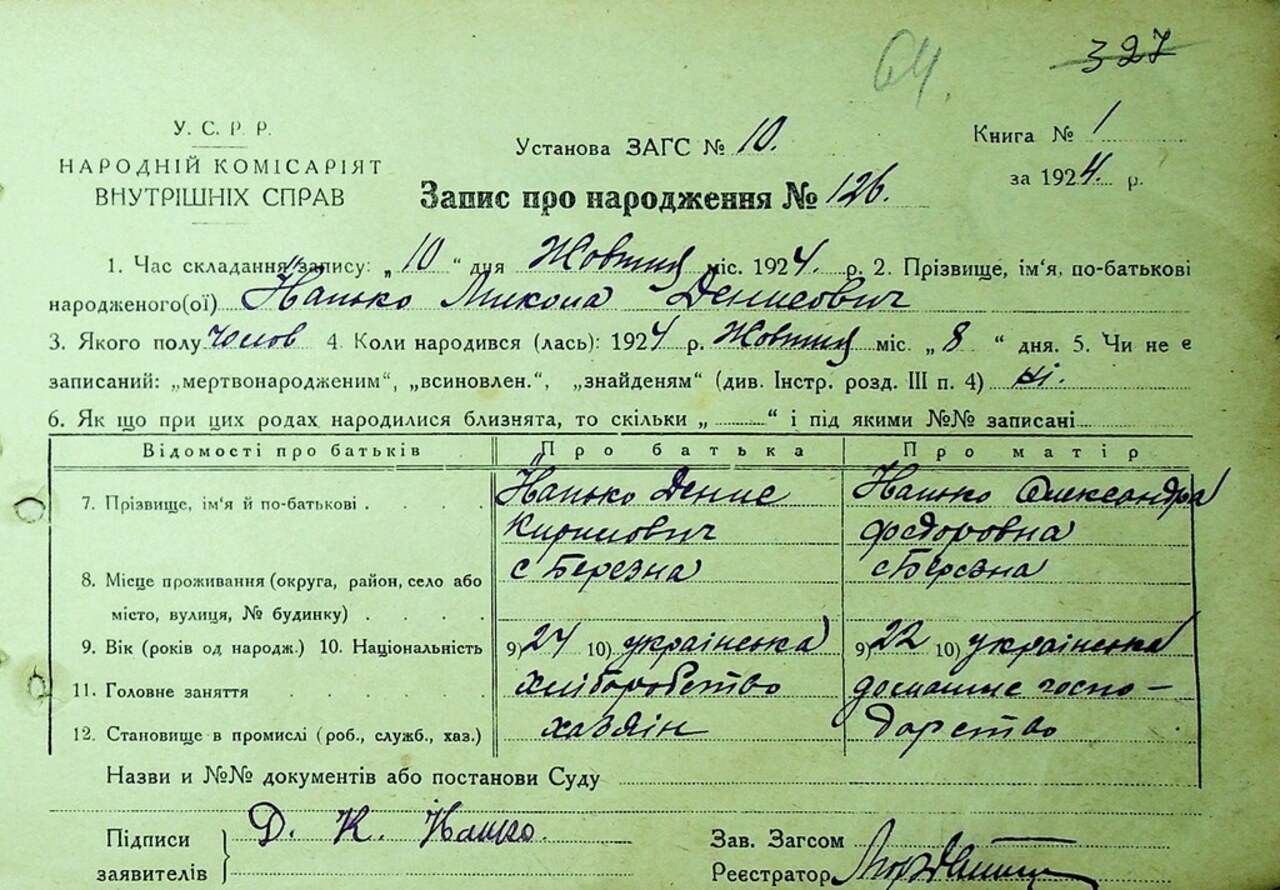 64.
327
У. С. Р. Р.
НАРОДНІЙ КОМІСАРІЯТ
ВНУТРІШНІХ СПРАВ
Установа ЗАГС № 10.
Книга № 1
за 1924. р.
Запис про народження № 126.
1. Час складання запису: „ 10 “ дня Жовтня міс. 1924. р. 2. Прізвище, ім'я, по-батькові
народженого(ої) Микола Денисович
3. Якого полу чолов 4. Коли народився (лась): 1924 р. Жовтня міс. „ 8 “ дня. 5. Чи не є
записаний: „мертвонародженим“, „всиновлен.“, „знайденям“ (див. Інстр. розд. III п. 4) ні.
6. Як що при цих родах народилися близнята, то скільки „ “ і під якими №№ записані
Відомості про батьків Про батька Про матір
7. Прізвище, ім'я й по-батькові Денис Олександра
Кирилович Федоровна
8. Місце проживання (округа, район, село або с Березна с Березна
місто, вулиця, № будинку)
9. Вік (років од народж.) 10. Національність 9) 24 10) українська 9) 22 10) українська
11. Головне заняття хліборобство домашнє госпо-
12. Становище в промислі (роб., служб., хаз.) хазяін дарство
Назви и №№ документів або постанови Суду
Підписи Д. К.
заявителів
Зав. Загсом
Реєстратор